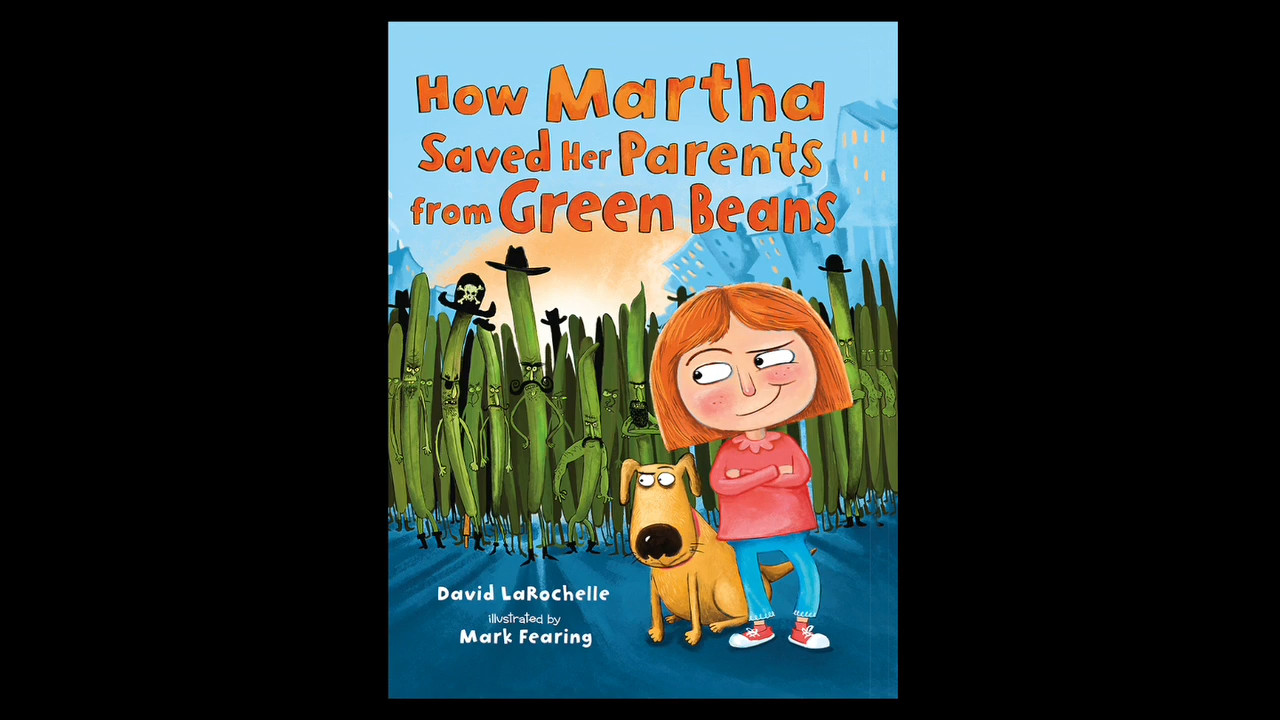 How Martha
Saved Her Parents
from Green Beans
David LaRochelle
illustrated by
Mark Fearing